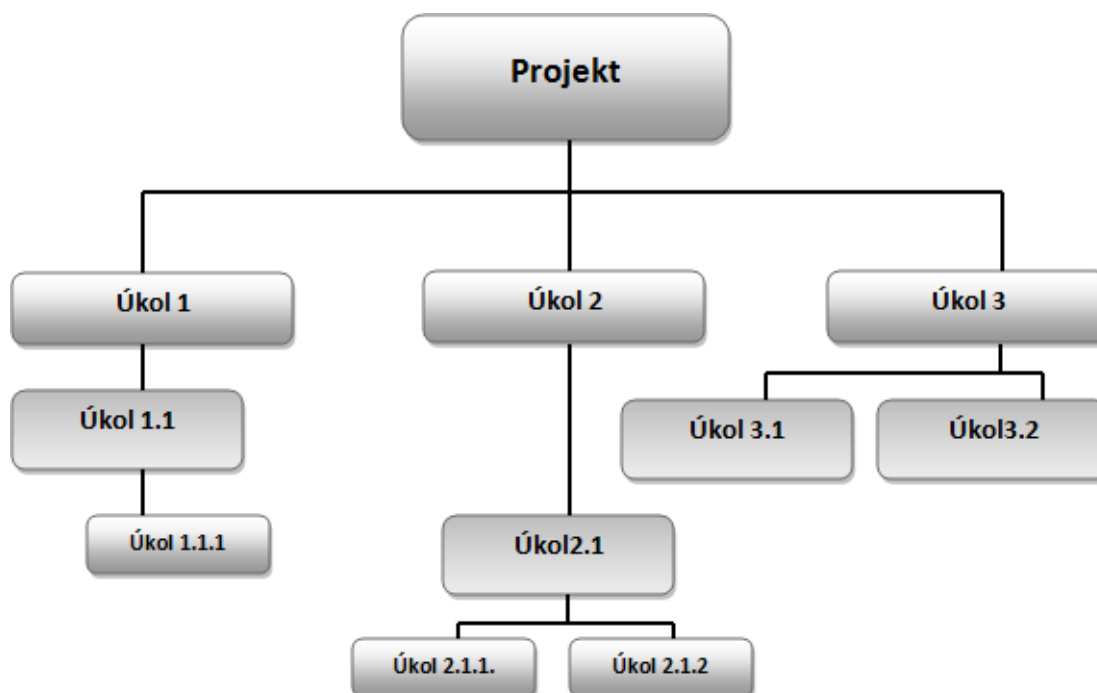 Projekt
Úkol 1
Úkol 2
Úkol 3
Úkol 1.1
Úkol 3.1
Úkol3.2
Úkol 1.1.1
Úkol2.1
Úkol 2.1.1.
Úkol 2.1.2